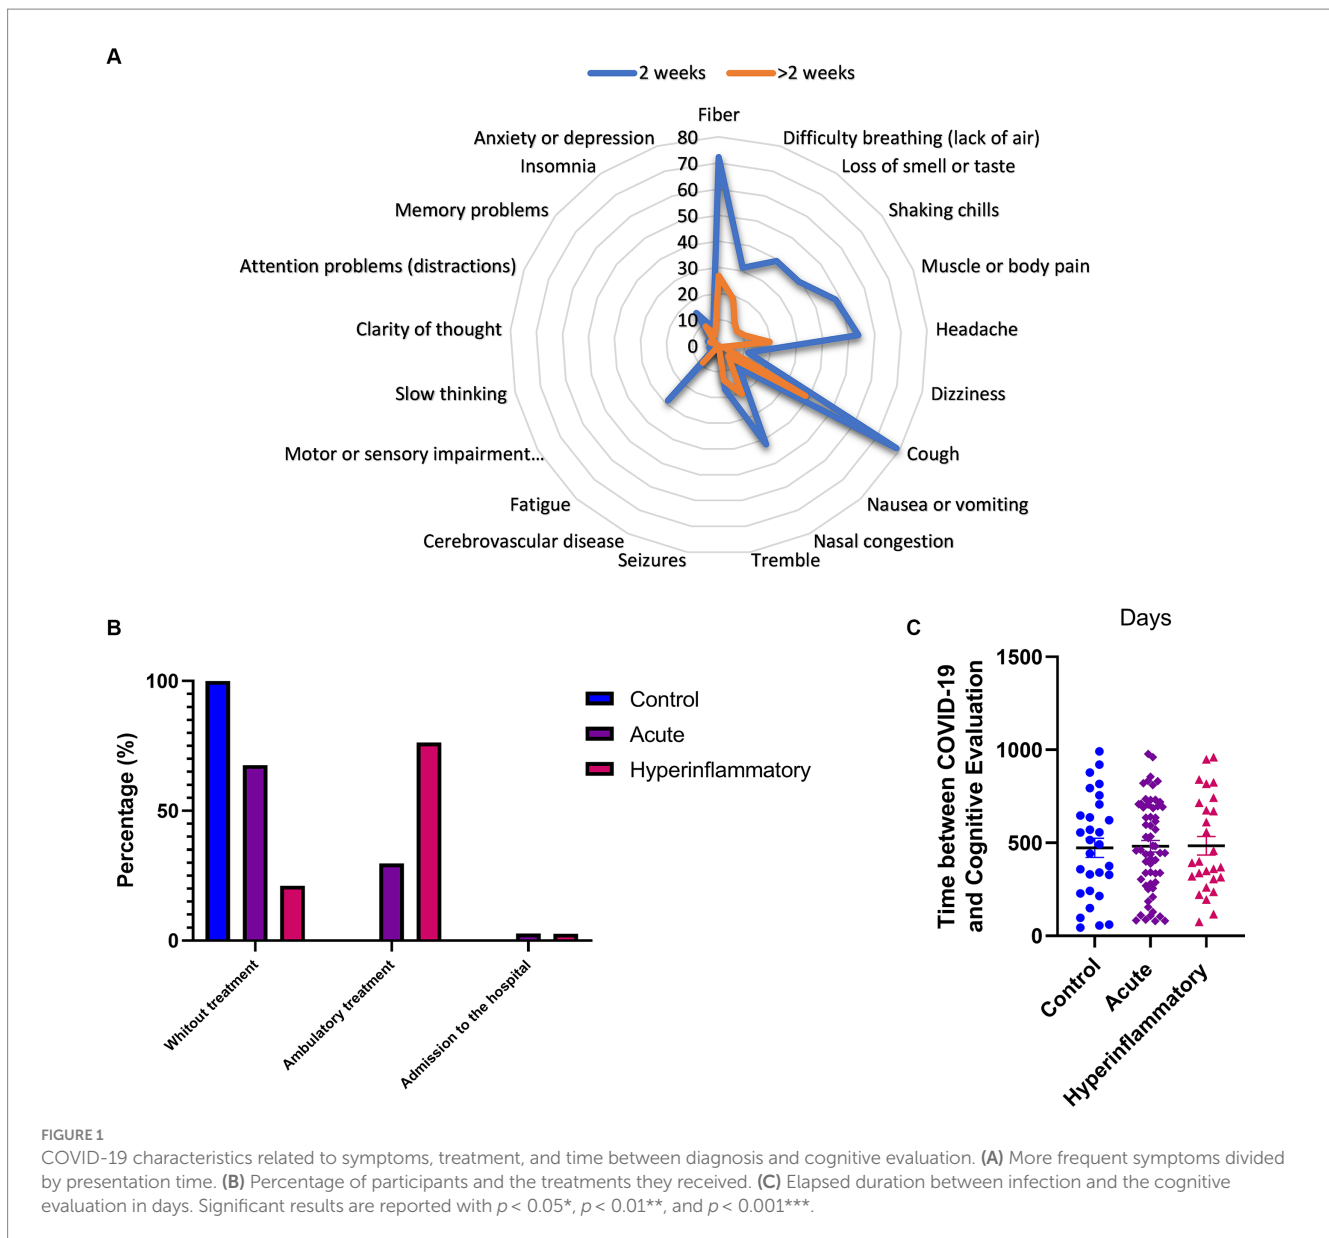 A
2 weeks >2 weeks
Fiber
Anxiety or depression
Difficulty breathing (lack of air)
Insomnia
Loss of smell or taste
Memory problems
Shaking chills
Attention problems (distractions)
Muscle or body pain
Clarity of thought
Headache
Slow thinking
Dizziness
Motor or sensory impairment...
Cough
Fatigue
Nausea or vomiting
Cerebrovascular disease
Nasal congestion
Seizures
Tremble
80
70
60
50
40
30
20
10
0
B
Percentage (%)
100
50
0
Whitout treatment
Ambulatory treatment
Admission to the hospital
Control
Acute
Hyperinflammatory
C
Days
Time between COVID-19
and Cognitive Evaluation
1500
1000
500
0
Control
Acute
Hyperinflammatory
FIGURE 1
COVID-19 characteristics related to symptoms, treatment, and time between diagnosis and cognitive evaluation. (A) More frequent symptoms divided
by presentation time. (B) Percentage of participants and the treatments they received. (C) Elapsed duration between infection and the cognitive
evaluation in days. Significant results are reported with p < 0.05*, p < 0.01**, and p < 0.001***.